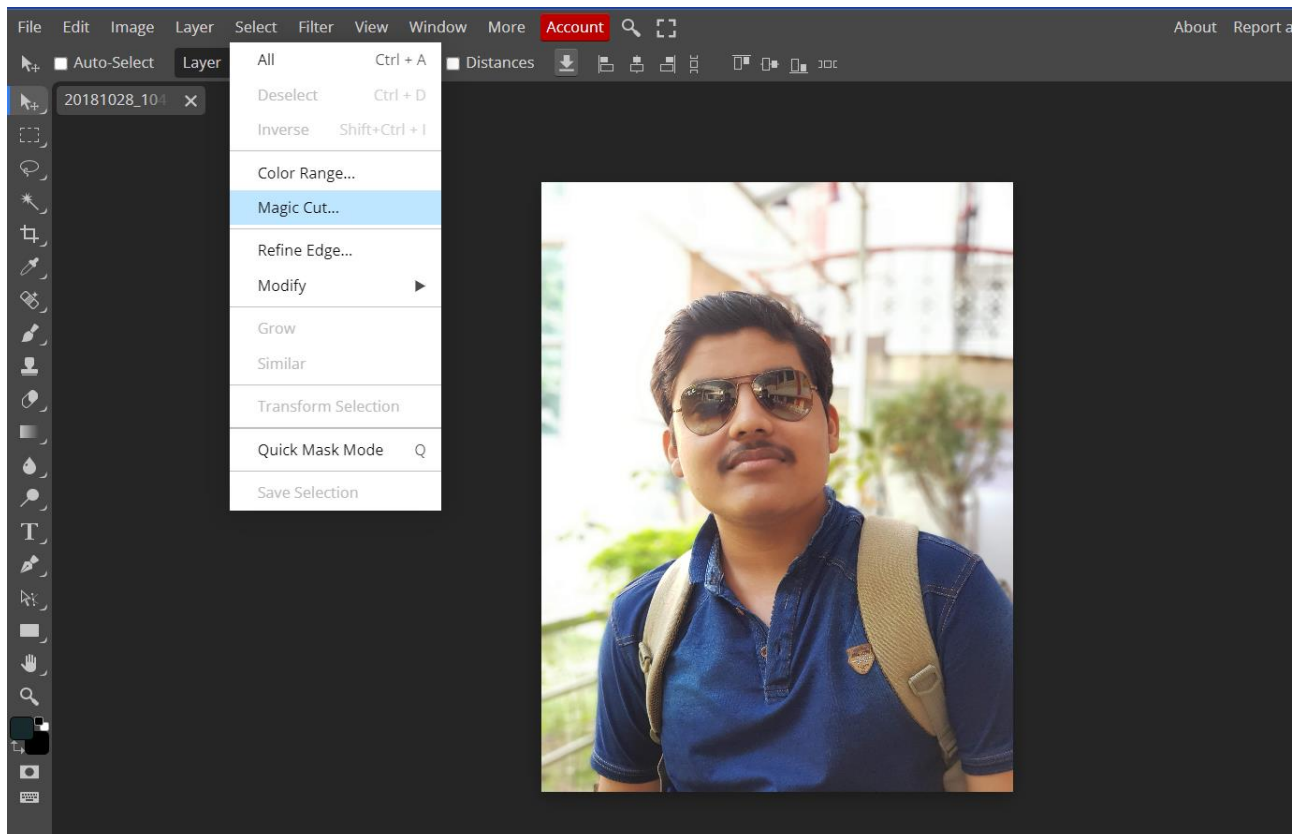 File Edit Image Layer Select Filter View Window More Account About Report a
Auto-Select Layer Distances
20181028_104
All Ctrl + A
Deselect Ctrl + D
Inverse Shift+Ctrl + I
Color Range...
Magic Cut...
Refine Edge...
Modify
Grow
Similar
Transform Selection
Quick Mask Mode Q
Save Selection
T